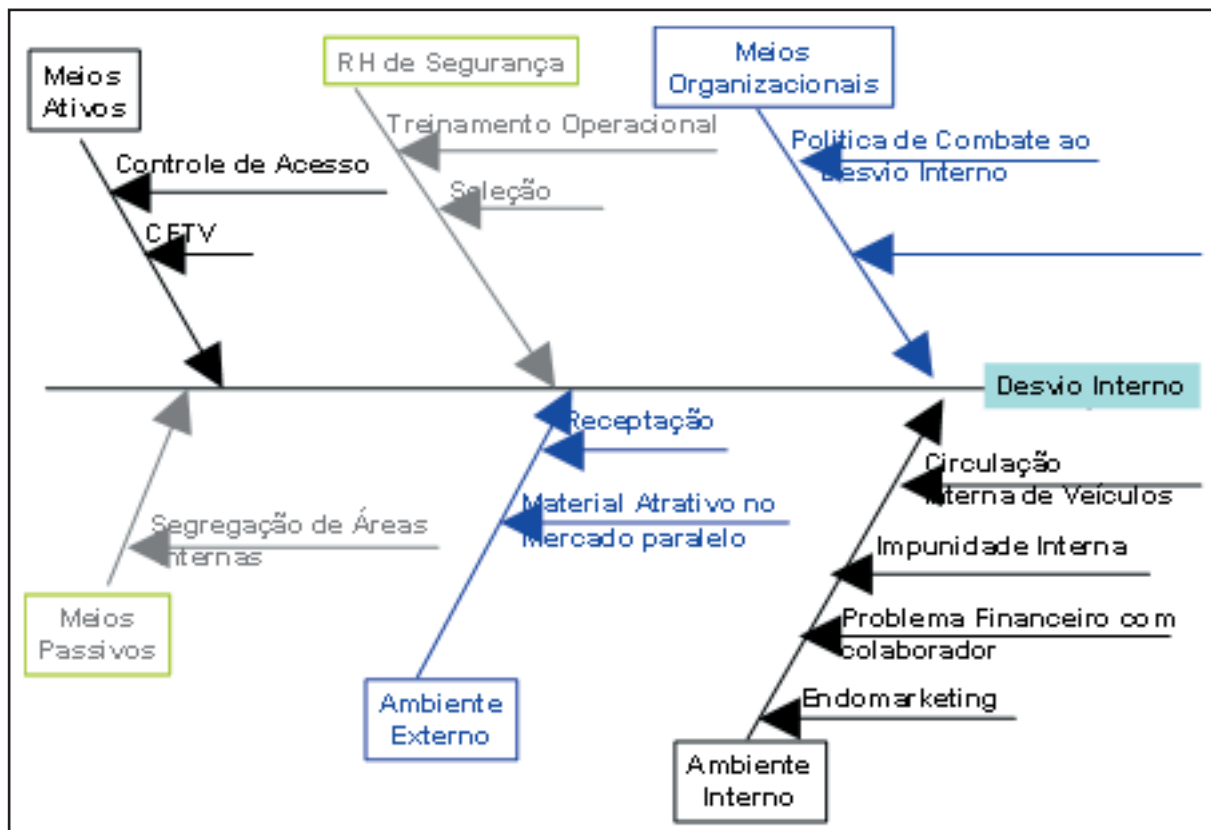 Meios
Ativos
RH de Segurança
Meios
Organizacionais
Treinamento Operacional
Politica de Combate ao
Desvio Interno
Controle de Acesso
Seleção
CFTV
Desvio Interno
Receptação
Circulação
Interna de Veículos
Material Atrativo no
Mercado paralelo
Segregação de Áreas
Internas
Impunidade Interna
Meios
Passivos
Problema Financeiro com
colaborador
Ambiente
Externo
Endomarketing
Ambiente
Interno